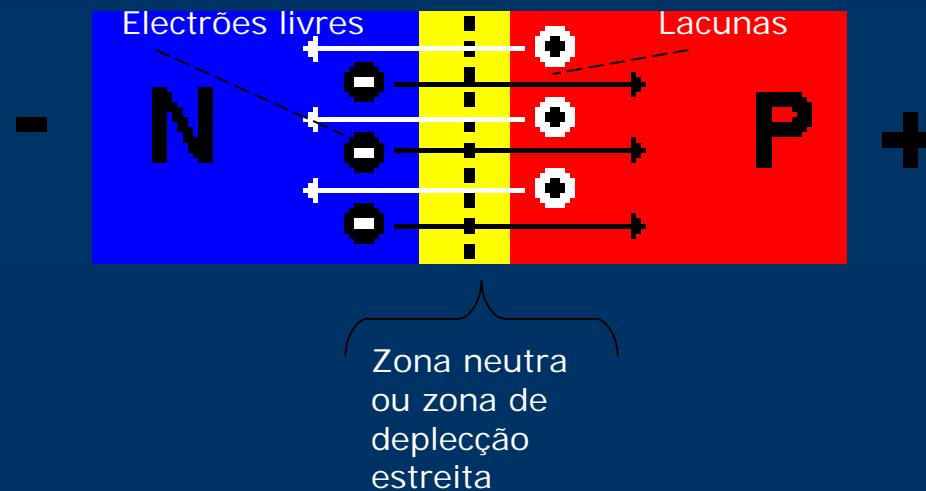 Electrões livres
Lacunas
- N P +
Zona neutra
ou zona de
deplecção
estreita